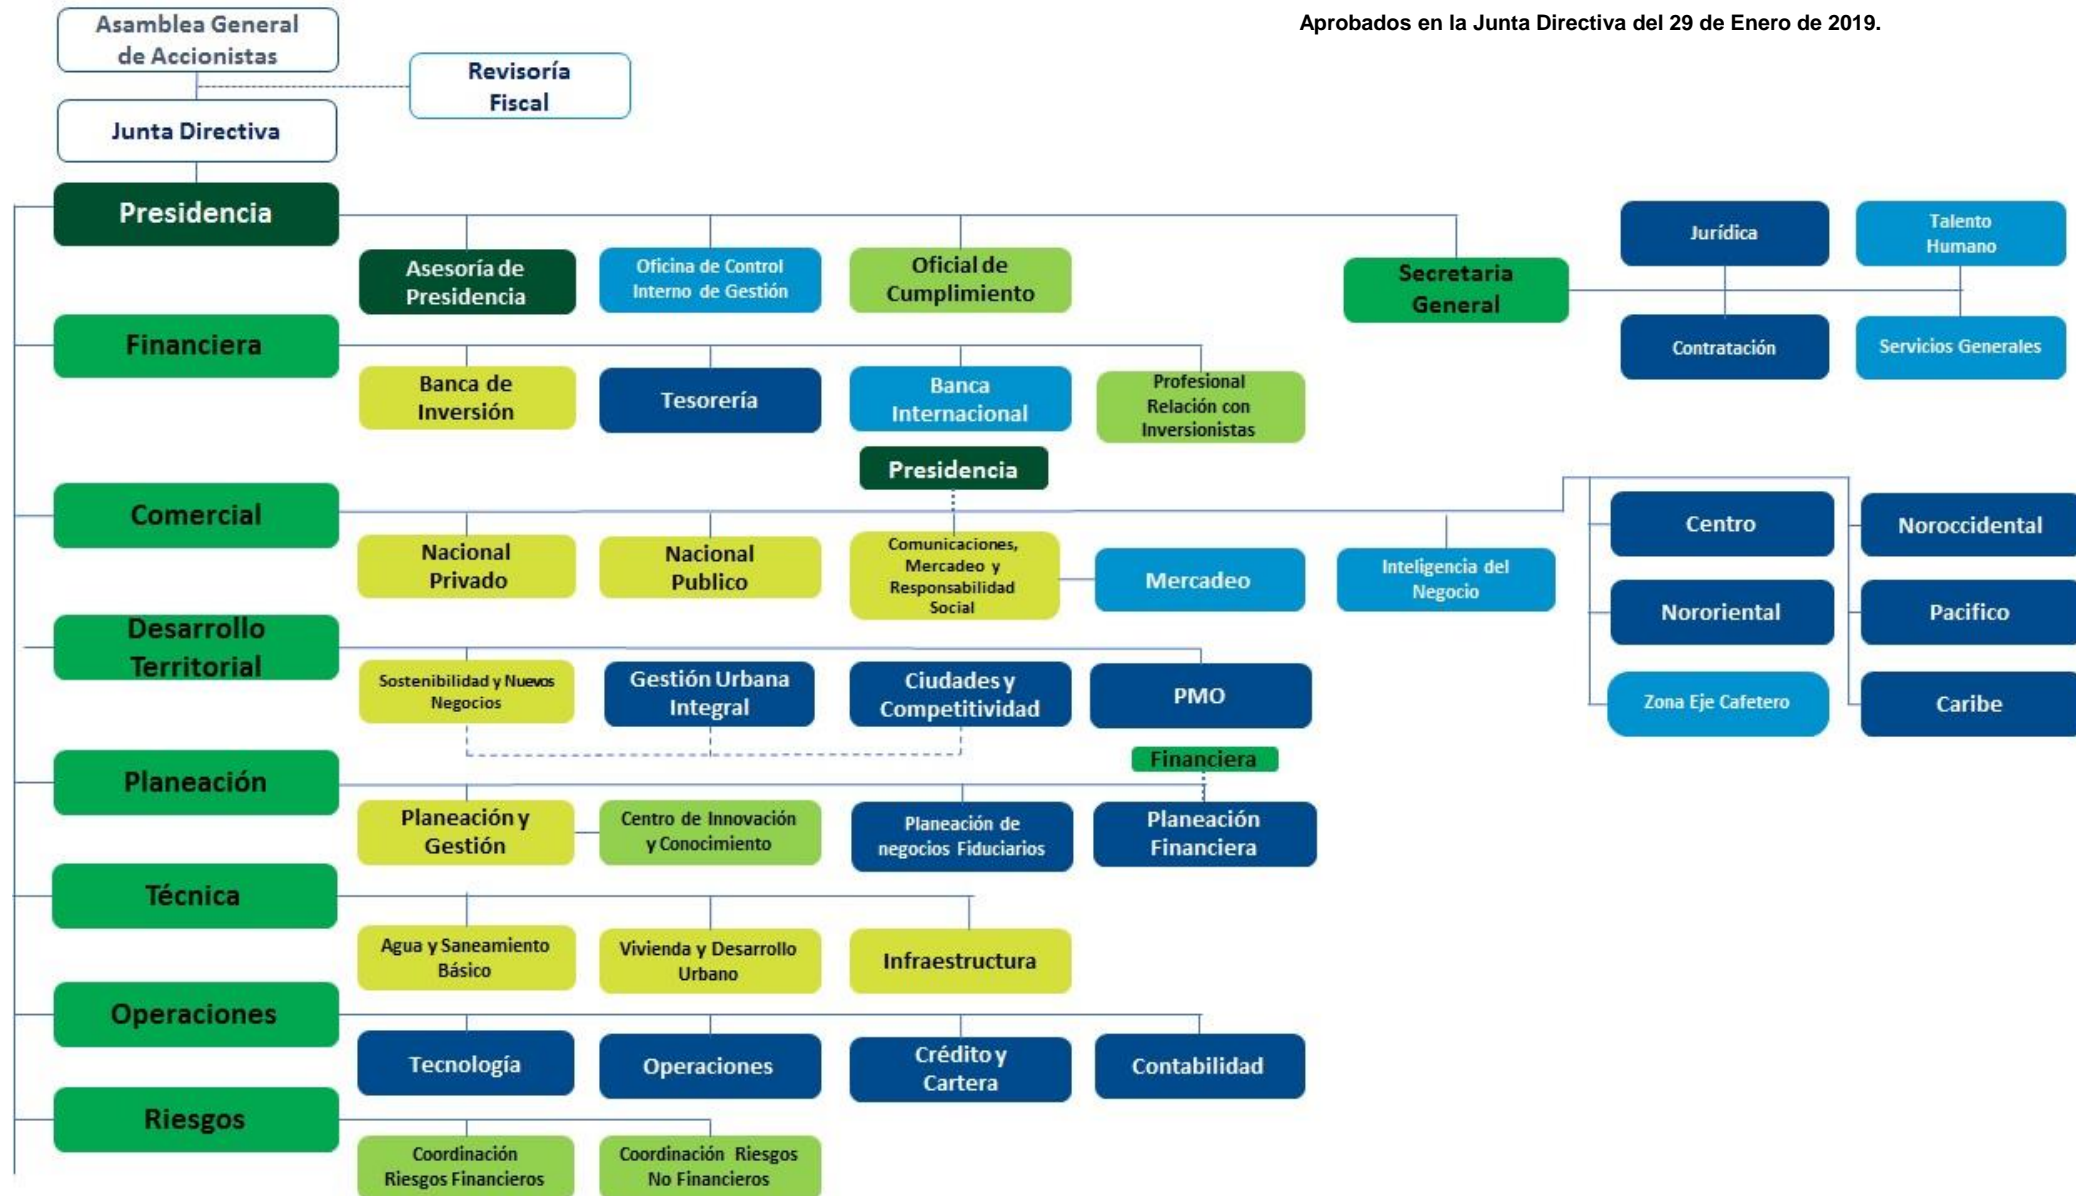 Aprobados en la Junta Directiva del 29 de Enero de 2019.
Asamblea General
de Accionistas
Revisoría
Fiscal
Junta Directiva
Presidencia
Asesoría de
Presidencia
Oficina de Control
Interno de Gestión
Oficial de
Cumplimiento
Secretaria
General
Jurídica
Talento
Humano
Contratación
Servicios Generales
Financiera
Banca de
Inversión
Tesorería
Banca
Internacional
Profesional
Relación con
Inversionistas
Presidencia
Comercial
Nacional
Privado
Nacional
Publico
Comunicaciones,
Mercadeo y
Responsabilidad
Social
Mercadeo
Inteligencia del
Negocio
Centro
Noroccidental
Nororiental
Pacifico
Zona Eje Cafetero
Caribe
Desarrollo
Territorial
Sostenibilidad y Nuevos
Negocios
Gestión Urbana
Integral
Ciudades y
Competitividad
PMO
Financiera
Planeación
Planeación y
Gestión
Centro de Innovación
y Conocimiento
Planeación de
negocios Fiduciarios
Planeación
Financiera
Técnica
Agua y Saneamiento
Básico
Vivienda y Desarrollo
Urbano
Infraestructura
Operaciones
Tecnología
Operaciones
Crédito y
Cartera
Contabilidad
Riesgos
Coordinación
Riesgos Financieros
Coordinación Riesgos
No Financieros